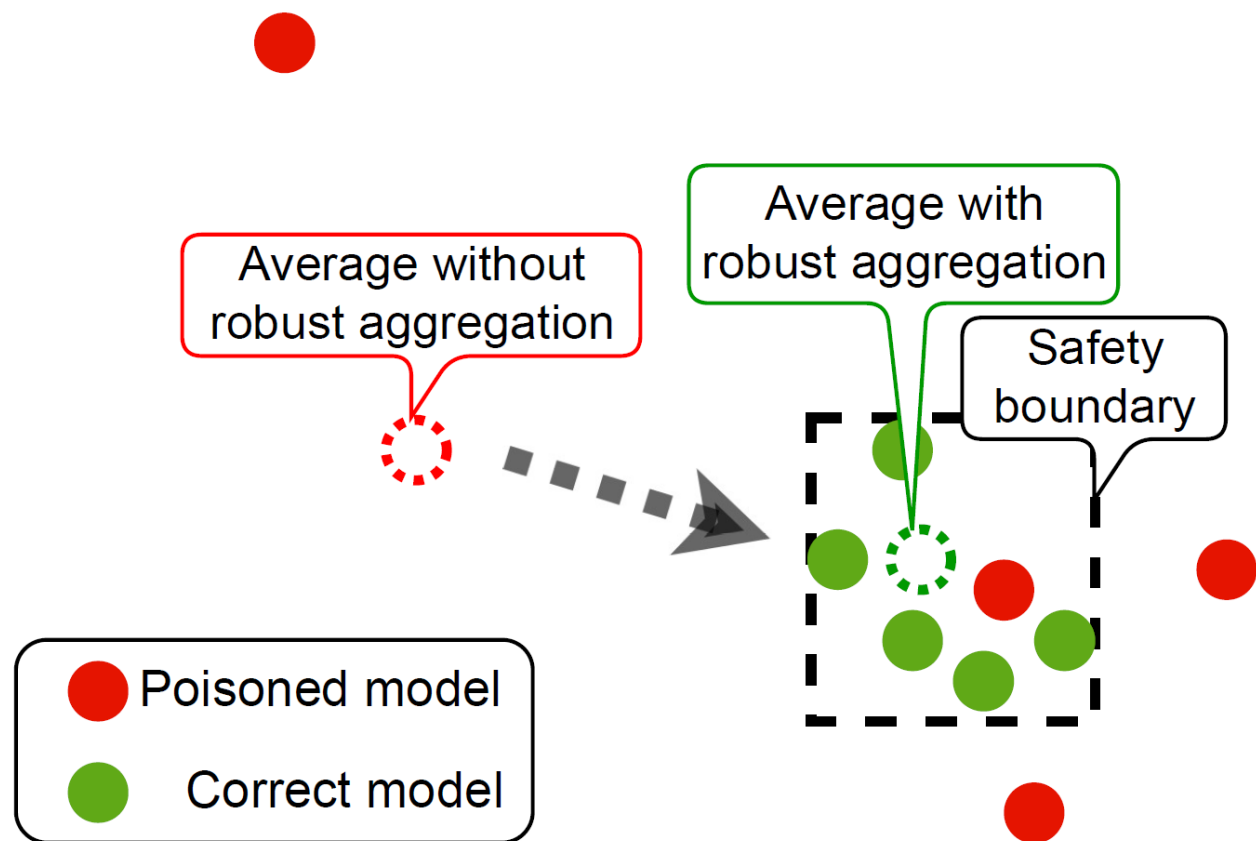 Average with
robust aggregation
Average without
robust aggregation
Safety
boundary
Poisoned model
Correct model